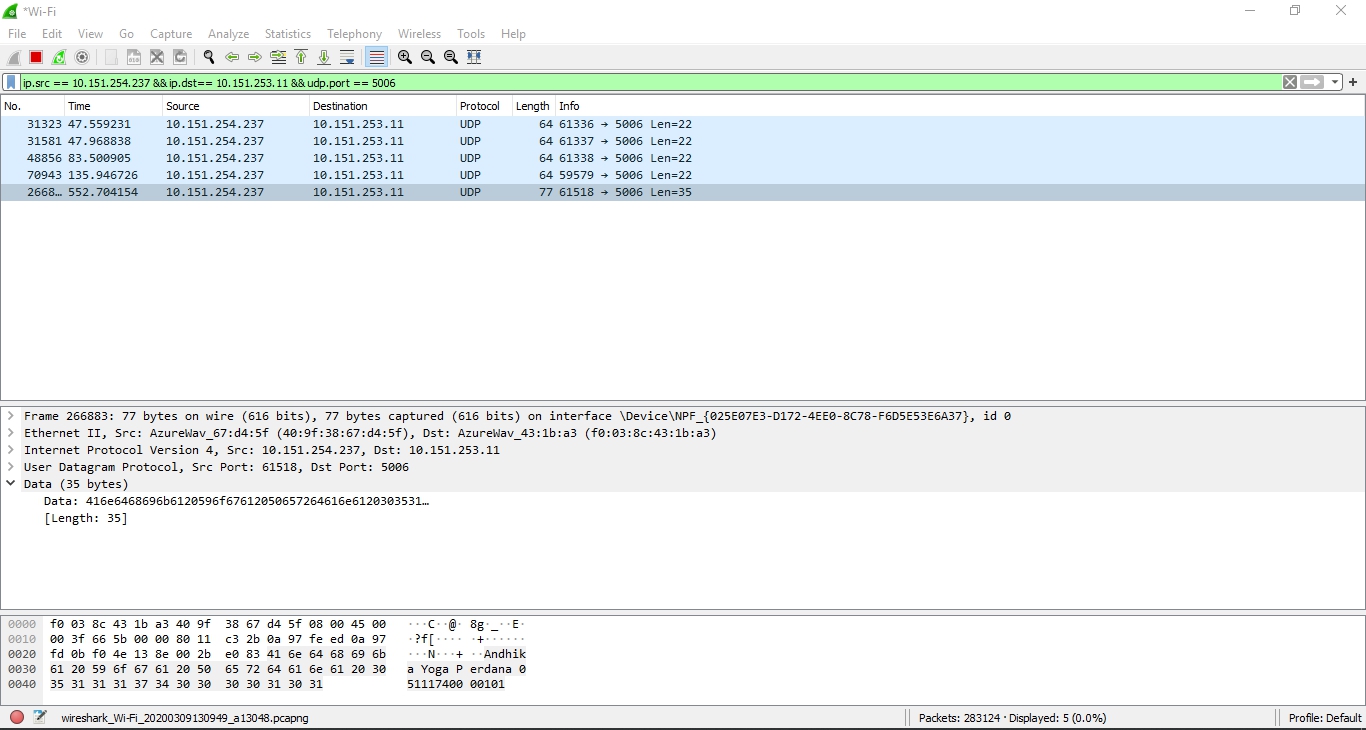 *Wi-Fi
File Edit View Go Capture Analyze Statistics Telephony Wireless Tools Help
ip.src == 10.151.254.237 && ip.dst== 10.151.253.11 && udp.port == 5006
No. Time Source Destination Protocol Length Info
31323 47.559231 10.151.254.237 10.151.253.11 UDP 64 61336 → 5006 Len=22
31581 47.968838 10.151.254.237 10.151.253.11 UDP 64 61337 → 5006 Len=22
48856 83.500905 10.151.254.237 10.151.253.11 UDP 64 61338 → 5006 Len=22
70943 135.946726 10.151.254.237 10.151.253.11 UDP 64 59579 → 5006 Len=22
2668… 552.704154 10.151.254.237 10.151.253.11 UDP 77 61518 → 5006 Len=35
Frame 266883: 77 bytes on wire (616 bits), 77 bytes captured (616 bits) on interface \Device\NPF_{025E07E3-D172-4EE0-8C78-F6D5E53E6A37}, id 0
Ethernet II, Src: AzureWav_67:d4:5f (40:9f:38:67:d4:5f), Dst: AzureWav_43:1b:a3 (f0:03:8c:43:1b:a3)
Internet Protocol Version 4, Src: 10.151.254.237, Dst: 10.151.253.11
User Datagram Protocol, Src Port: 61518, Dst Port: 5006
Data (35 bytes)
Data: 416e6468696b6120596f67612050657264616e6120303531…
[Length: 35]
0000 f0 03 8c 43 1b a3 40 9f 38 67 d4 5f 08 00 45 00 ···C··@· 8g·_··E·
0010 00 3f 66 5b 00 00 80 11 c3 2b 0a 97 fe ed 0a 97 ·?f[···· ·+······
0020 fd 0b f0 4e 13 8e 00 2b e0 83 41 6e 64 68 69 6b ···N···+ ··Andhik
0030 61 20 59 6f 67 61 20 50 65 72 64 61 6e 61 20 30 a Yoga P erdana 0
0040 35 31 31 31 37 34 30 30 30 30 31 30 31 51117400 00101
wireshark_Wi-Fi_20200309130949_a13048.pcapng Packets: 283124 · Displayed: 5 (0.0%) Profile: Default